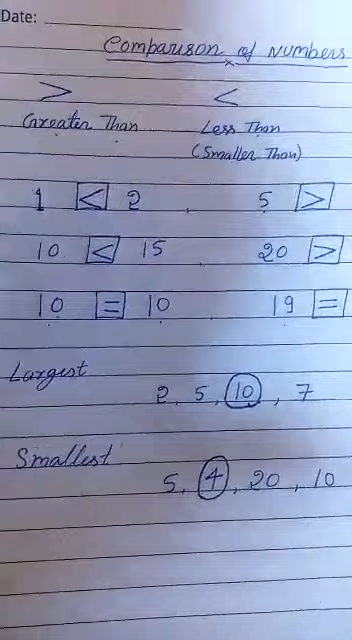 Date:
Comparison of Numbers
> <
Greater Than Less Than
(Smaller Than)
1 < 2 , 5 >
10 < 15 , 20 >
10 = 10 , 19 =
Largest
2, 5, 10, 7
Smallest
5, 4, 20, 10